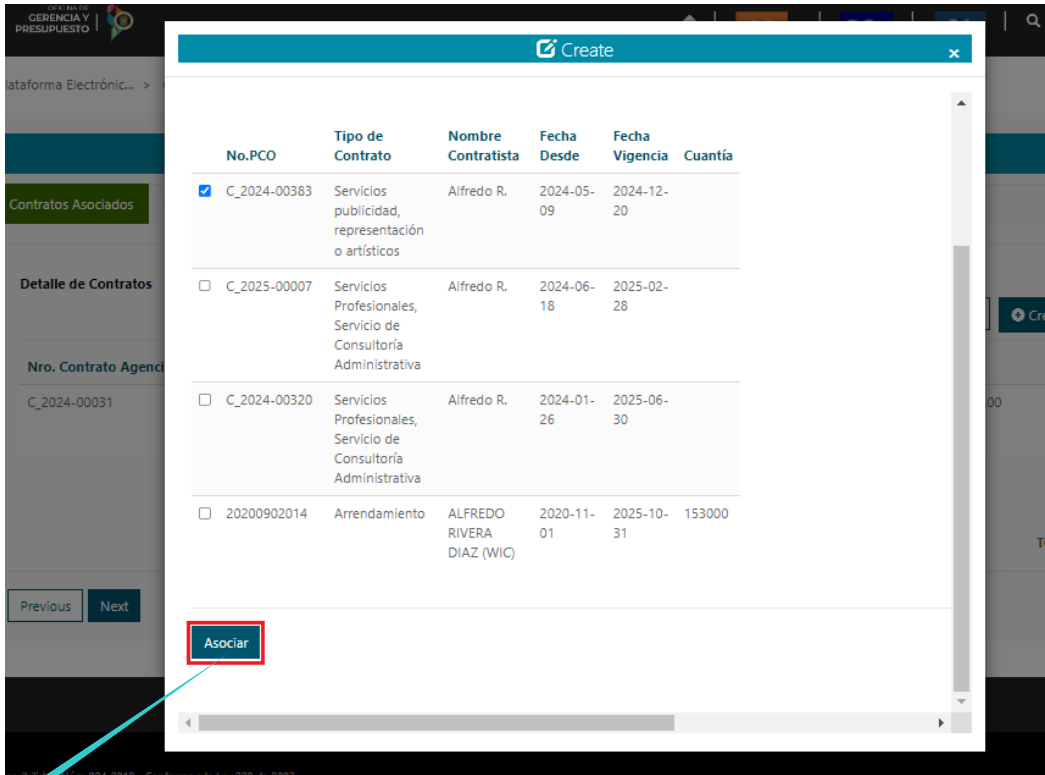 OFICINA DE
GERENCIA Y
PRESUPUESTO
Create
×
lataforma Electrónic... >
Contratos Asociados
Detalle de Contratos
Cre
Nro. Contrato Agenci
C_2024-00031
.00
No.PCO
Tipo de
Contrato
Nombre
Contratista
Fecha
Desde
Fecha
Vigencia
Cuantía
C_2024-00383
Servicios
publicidad,
representación
o artísticos
Alfredo R.
2024-05-
09
2024-12-
20
C_2025-00007
Servicios
Profesionales,
Servicio de
Consultoría
Administrativa
Alfredo R.
2024-06-
18
2025-02-
28
C_2024-00320
Servicios
Profesionales,
Servicio de
Consultoría
Administrativa
Alfredo R.
2024-01-
26
2025-06-
30
20200902014
Arrendamiento
ALFREDO
RIVERA
DIAZ (WIC)
2020-11-
01
2025-10-
31
153000
Previous
Next
Asociar